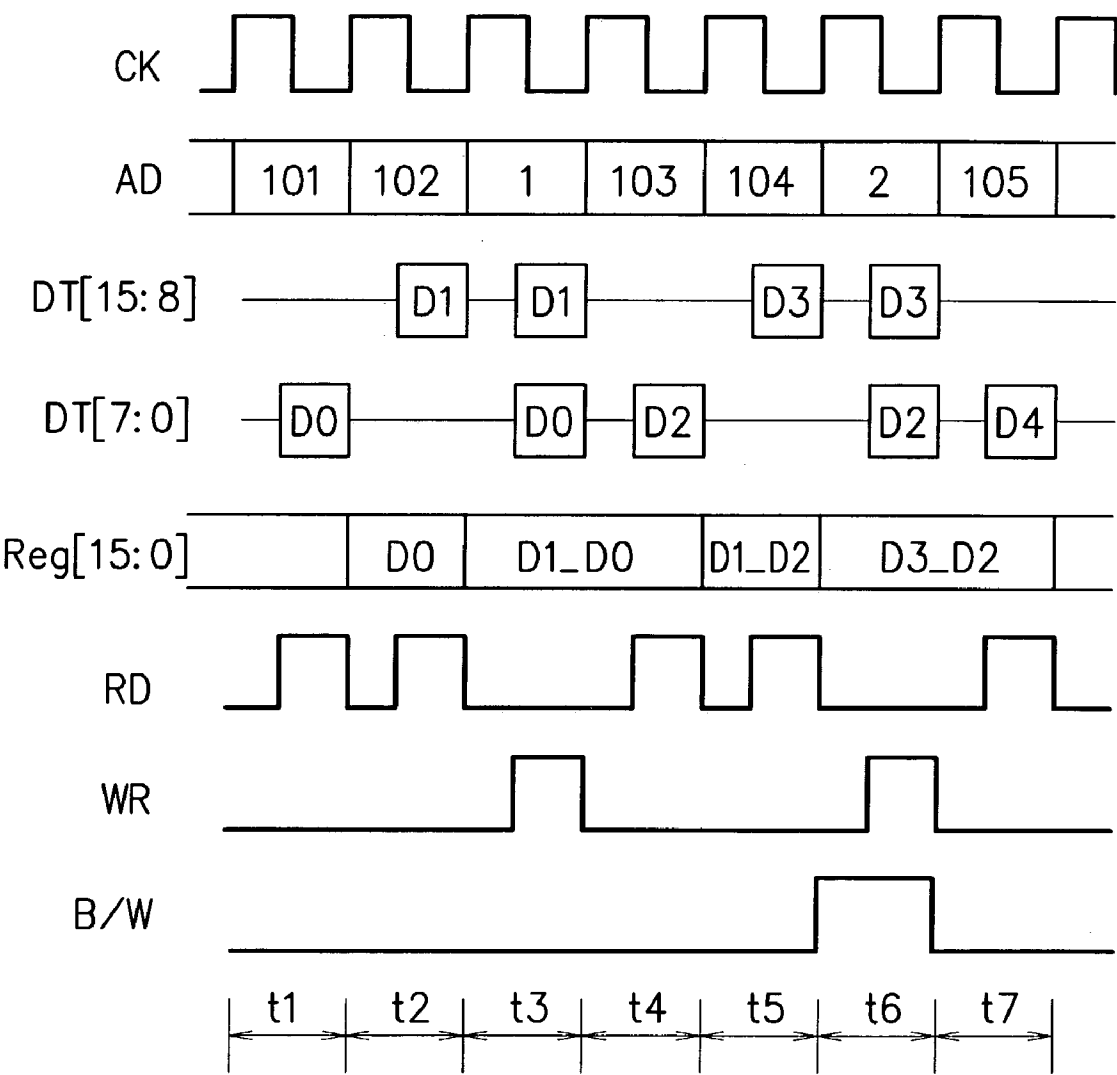 CK
AD 101 102 1 103 104 2 105
DT[15:8] D1 D1 D3 D3
DT[7:0] D0 D0 D2 D2 D4
Reg[15:0] D0 D1_D0 D1_D2 D3_D2
RD
WR
B/W
t1 t2 t3 t4 t5 t6 t7